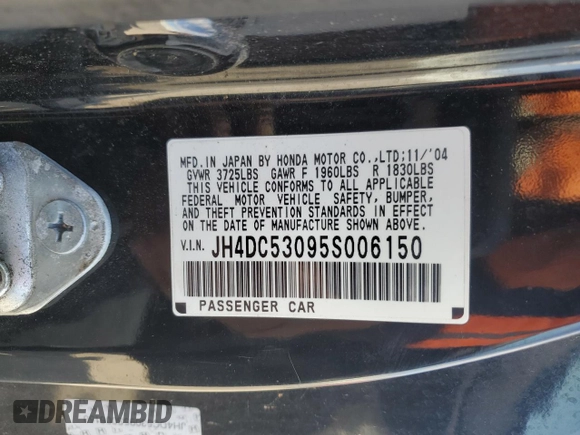 MFD.IN JAPAN BY HONDA MOTOR CO.,LTD;11/'04
GVWR 3725LBS GAWR F 1960LBS R 1830LBS
THIS VEHICLE CONFORMS TO ALL APPLICABLE
FEDERAL MOTOR VEHICLE SAFETY, BUMPER,
AND THEFT PREVENTION STANDARDS IN EFFECT
ON THE DATE OF MANUFACTURE SHOWN ABOVE.
V.I.N. JH4DC53095S006150
PASSENGER CAR
DREAMBID